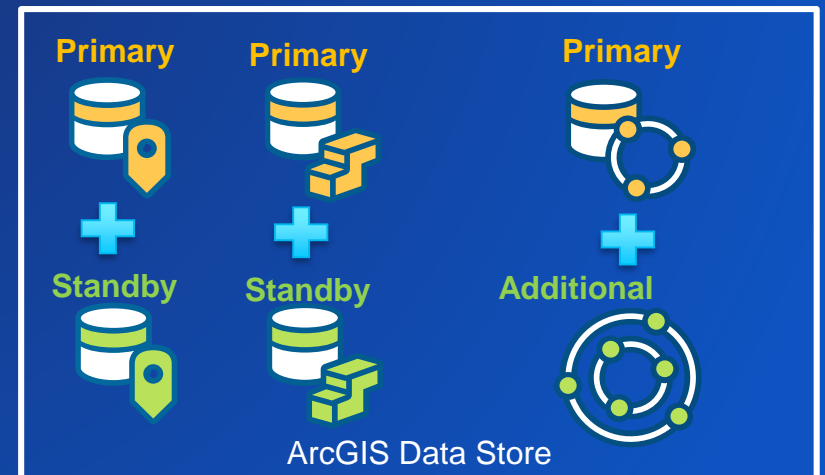 Primary
Primary
Primary
Standby
Standby
Additional
ArcGIS Data Store